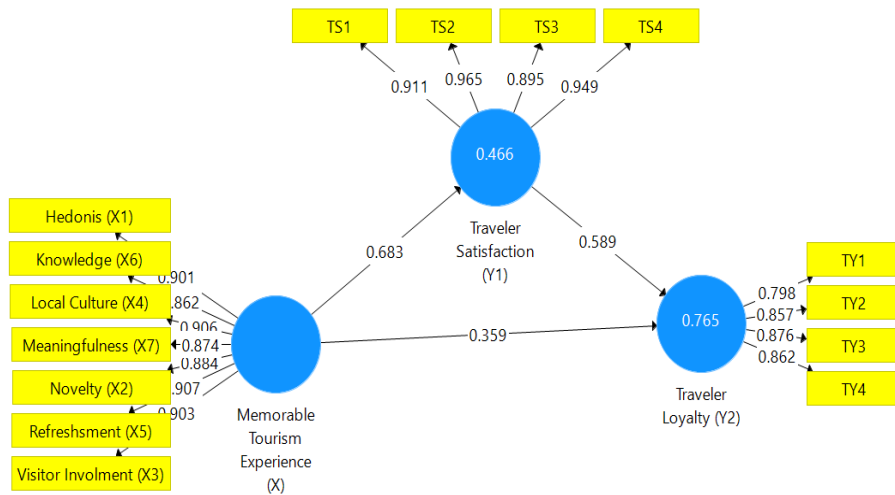 TS1
TS2
TS3
TS4
0.911
0.965
0.895
0.949
0.466
Traveler
Satisfaction
(Y1)
0.683
0.589
Hedonis (X1)
Knowledge (X6)
Local Culture (X4)
Meaningfulness (X7)
Novelty (X2)
Refreshsment (X5)
Visitor Involment (X3)
0.901
0.862
0.906
0.874
0.884
0.907
0.903
Memorable
Tourism
Experience
(X)
0.359
0.765
Traveler
Loyalty (Y2)
0.798
0.857
0.876
0.862
TY1
TY2
TY3
TY4